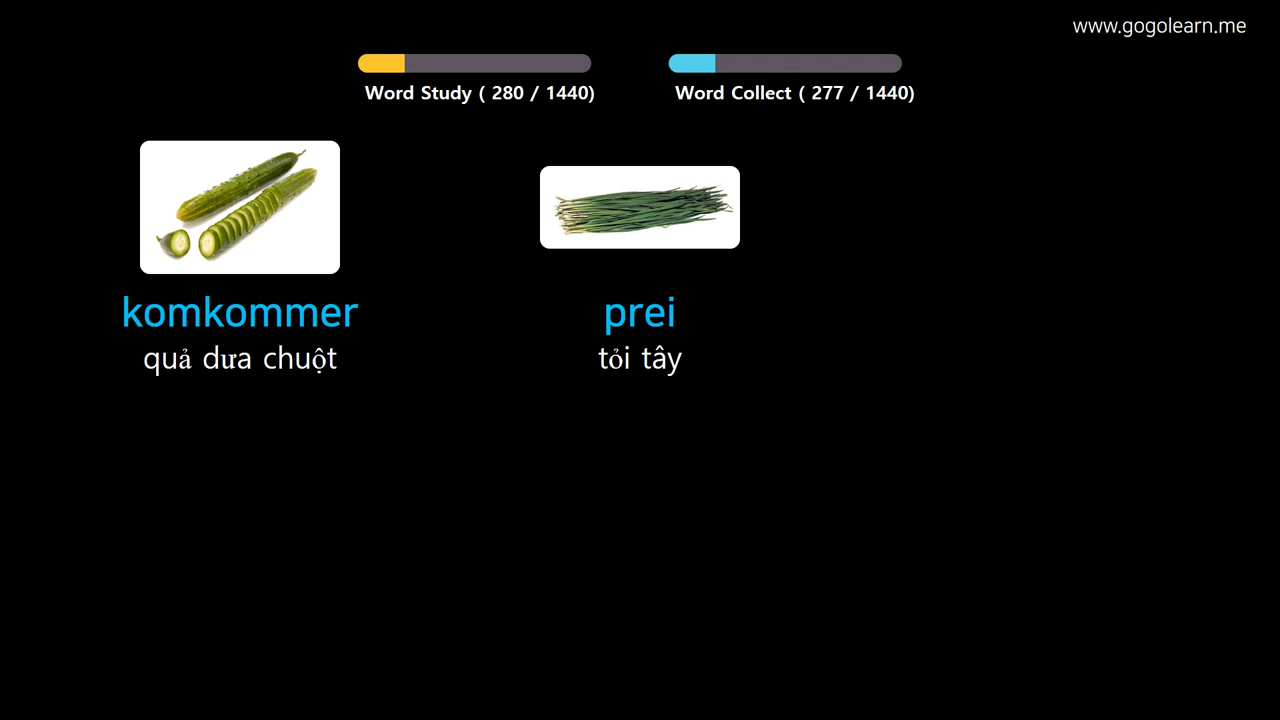 www.gogolearn.me
Word Study ( 280 / 1440)
Word Collect ( 277 / 1440)
komkommer
quả dưa chuột
prei
tỏi tây